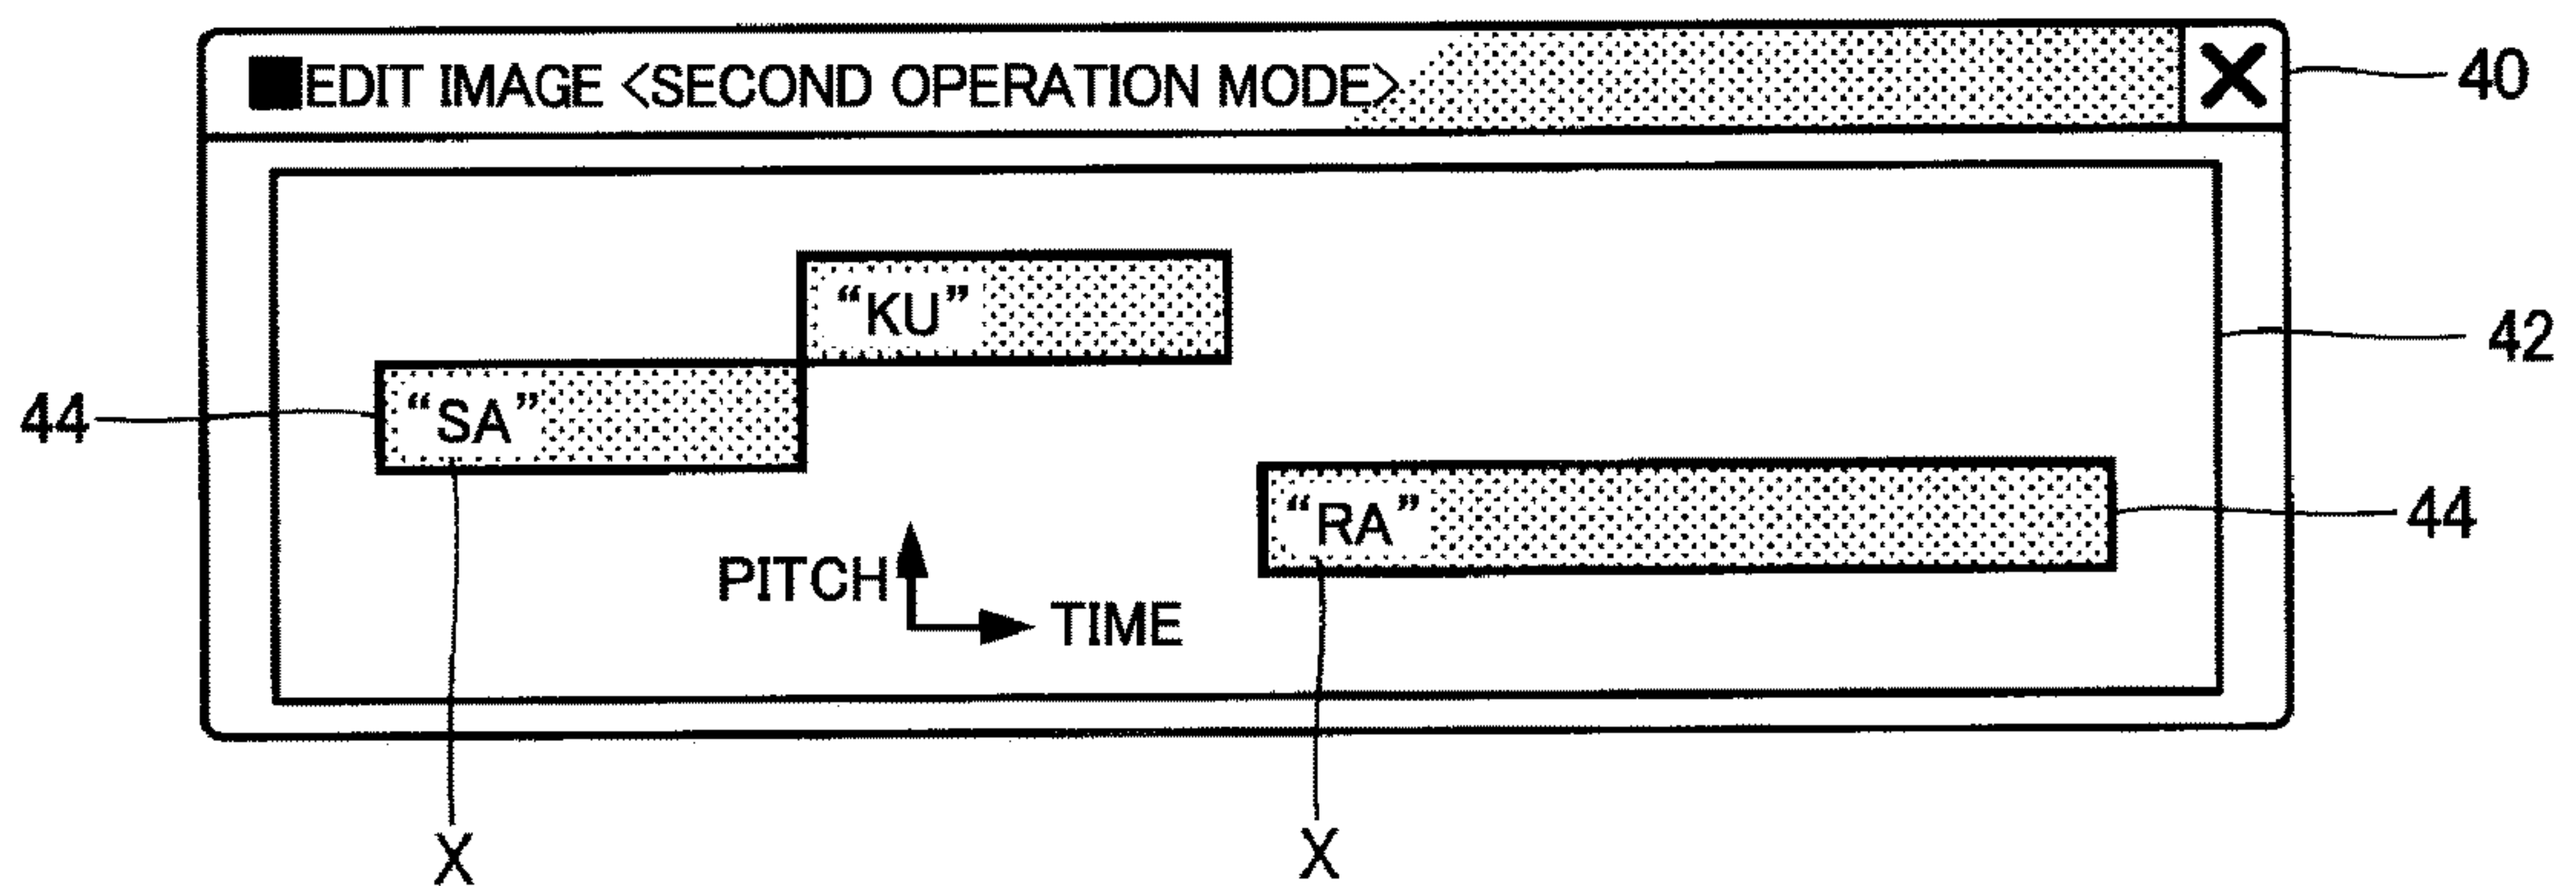 EDIT IMAGE <SECOND OPERATION MODE>
40
“KU”
42
44
“SA”
“RA”
44
PITCH
TIME
X
X